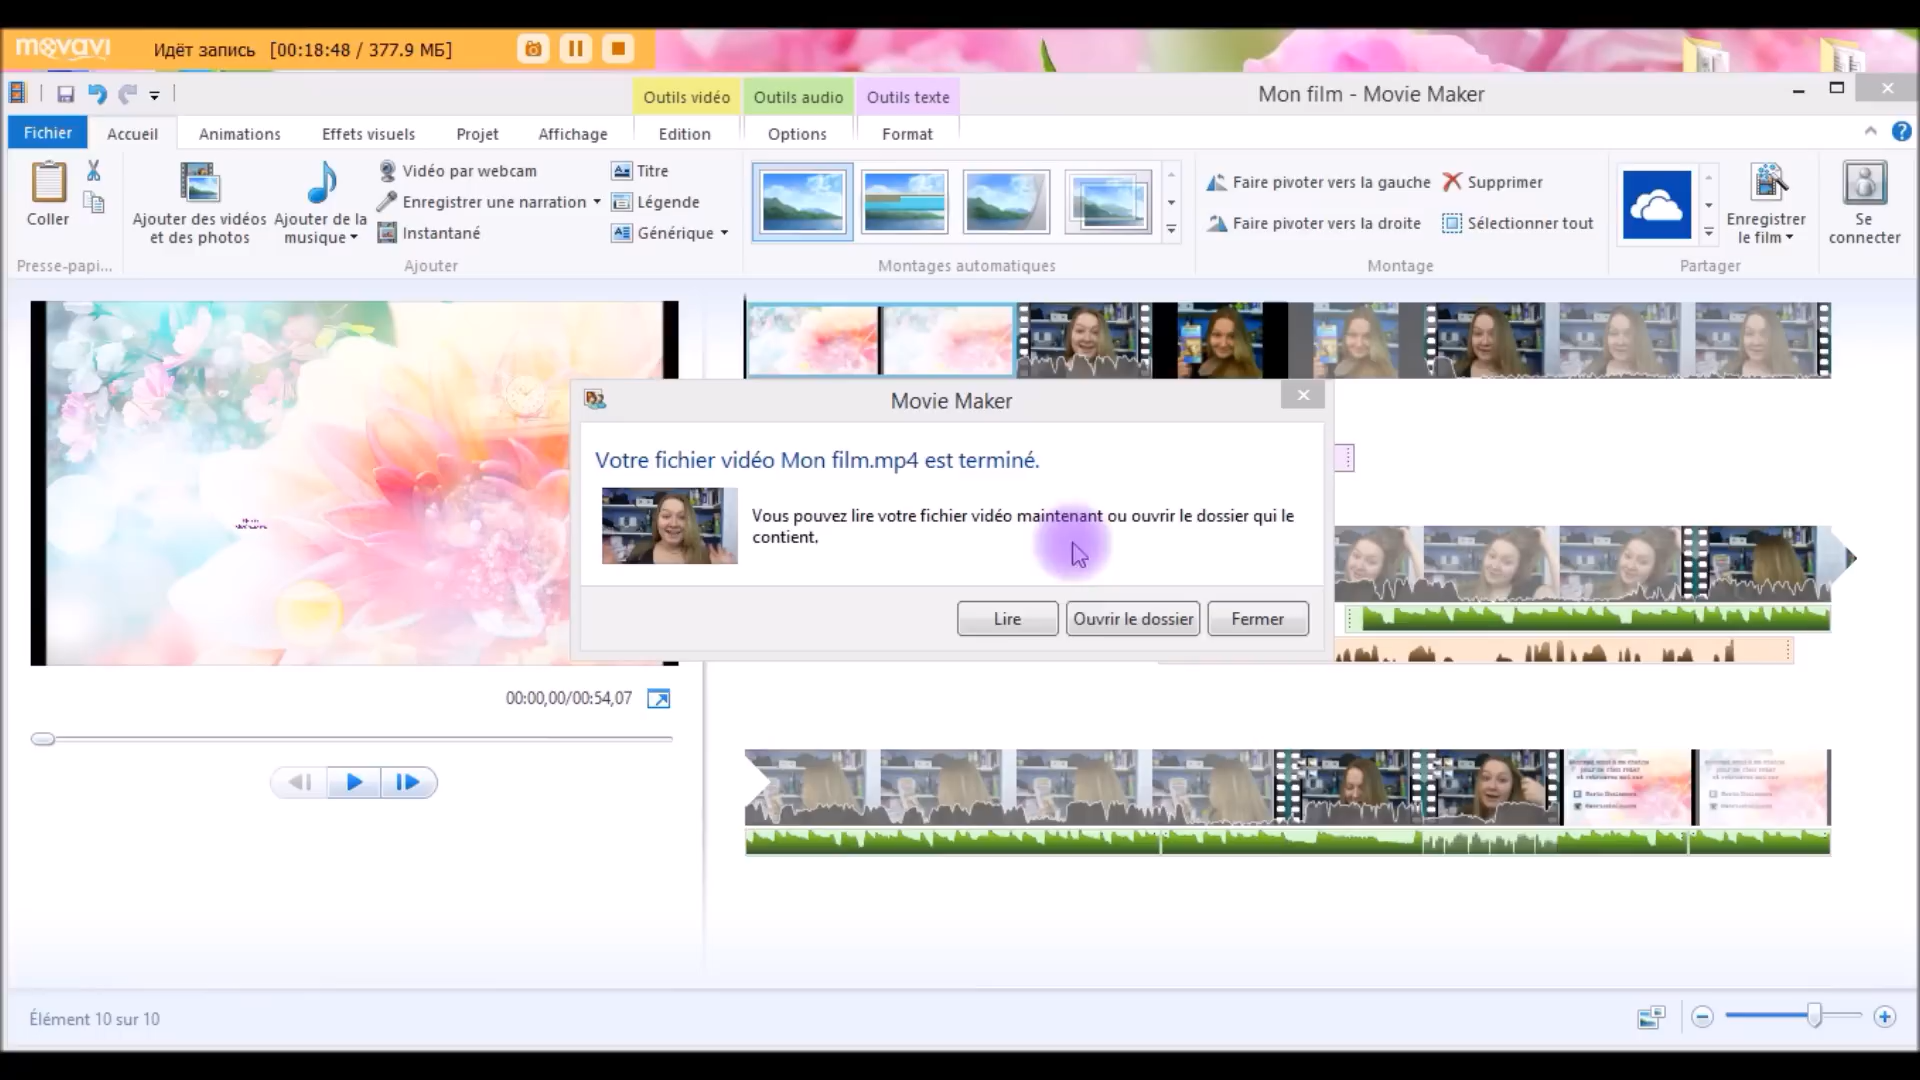 movavi
Идёт запись [00:18:48 / 377.9 МБ]
Outils vidéo
Outils audio
Outils texte
Mon film - Movie Maker
Fichier
Accueil
Animations
Effets visuels
Projet
Affichage
Edition
Options
Format
Coller
Ajouter des vidéos
et des photos
Ajouter de la
musique
Vidéo par webcam
Enregistrer une narration
Instantané
Titre
Légende
Générique
Faire pivoter vers la gauche
Faire pivoter vers la droite
Supprimer
Sélectionner tout
Enregistrer
le film
Se
connecter
Presse-papi...
Ajouter
Montages automatiques
Montage
Partager
Movie Maker
Votre fichier vidéo Mon film.mp4 est terminé.
Vous pouvez lire votre fichier vidéo maintenant ou ouvrir le dossier qui le
contient.
Lire
Ouvrir le dossier
Fermer
00:00,00/00:54,07
Élément 10 sur 10